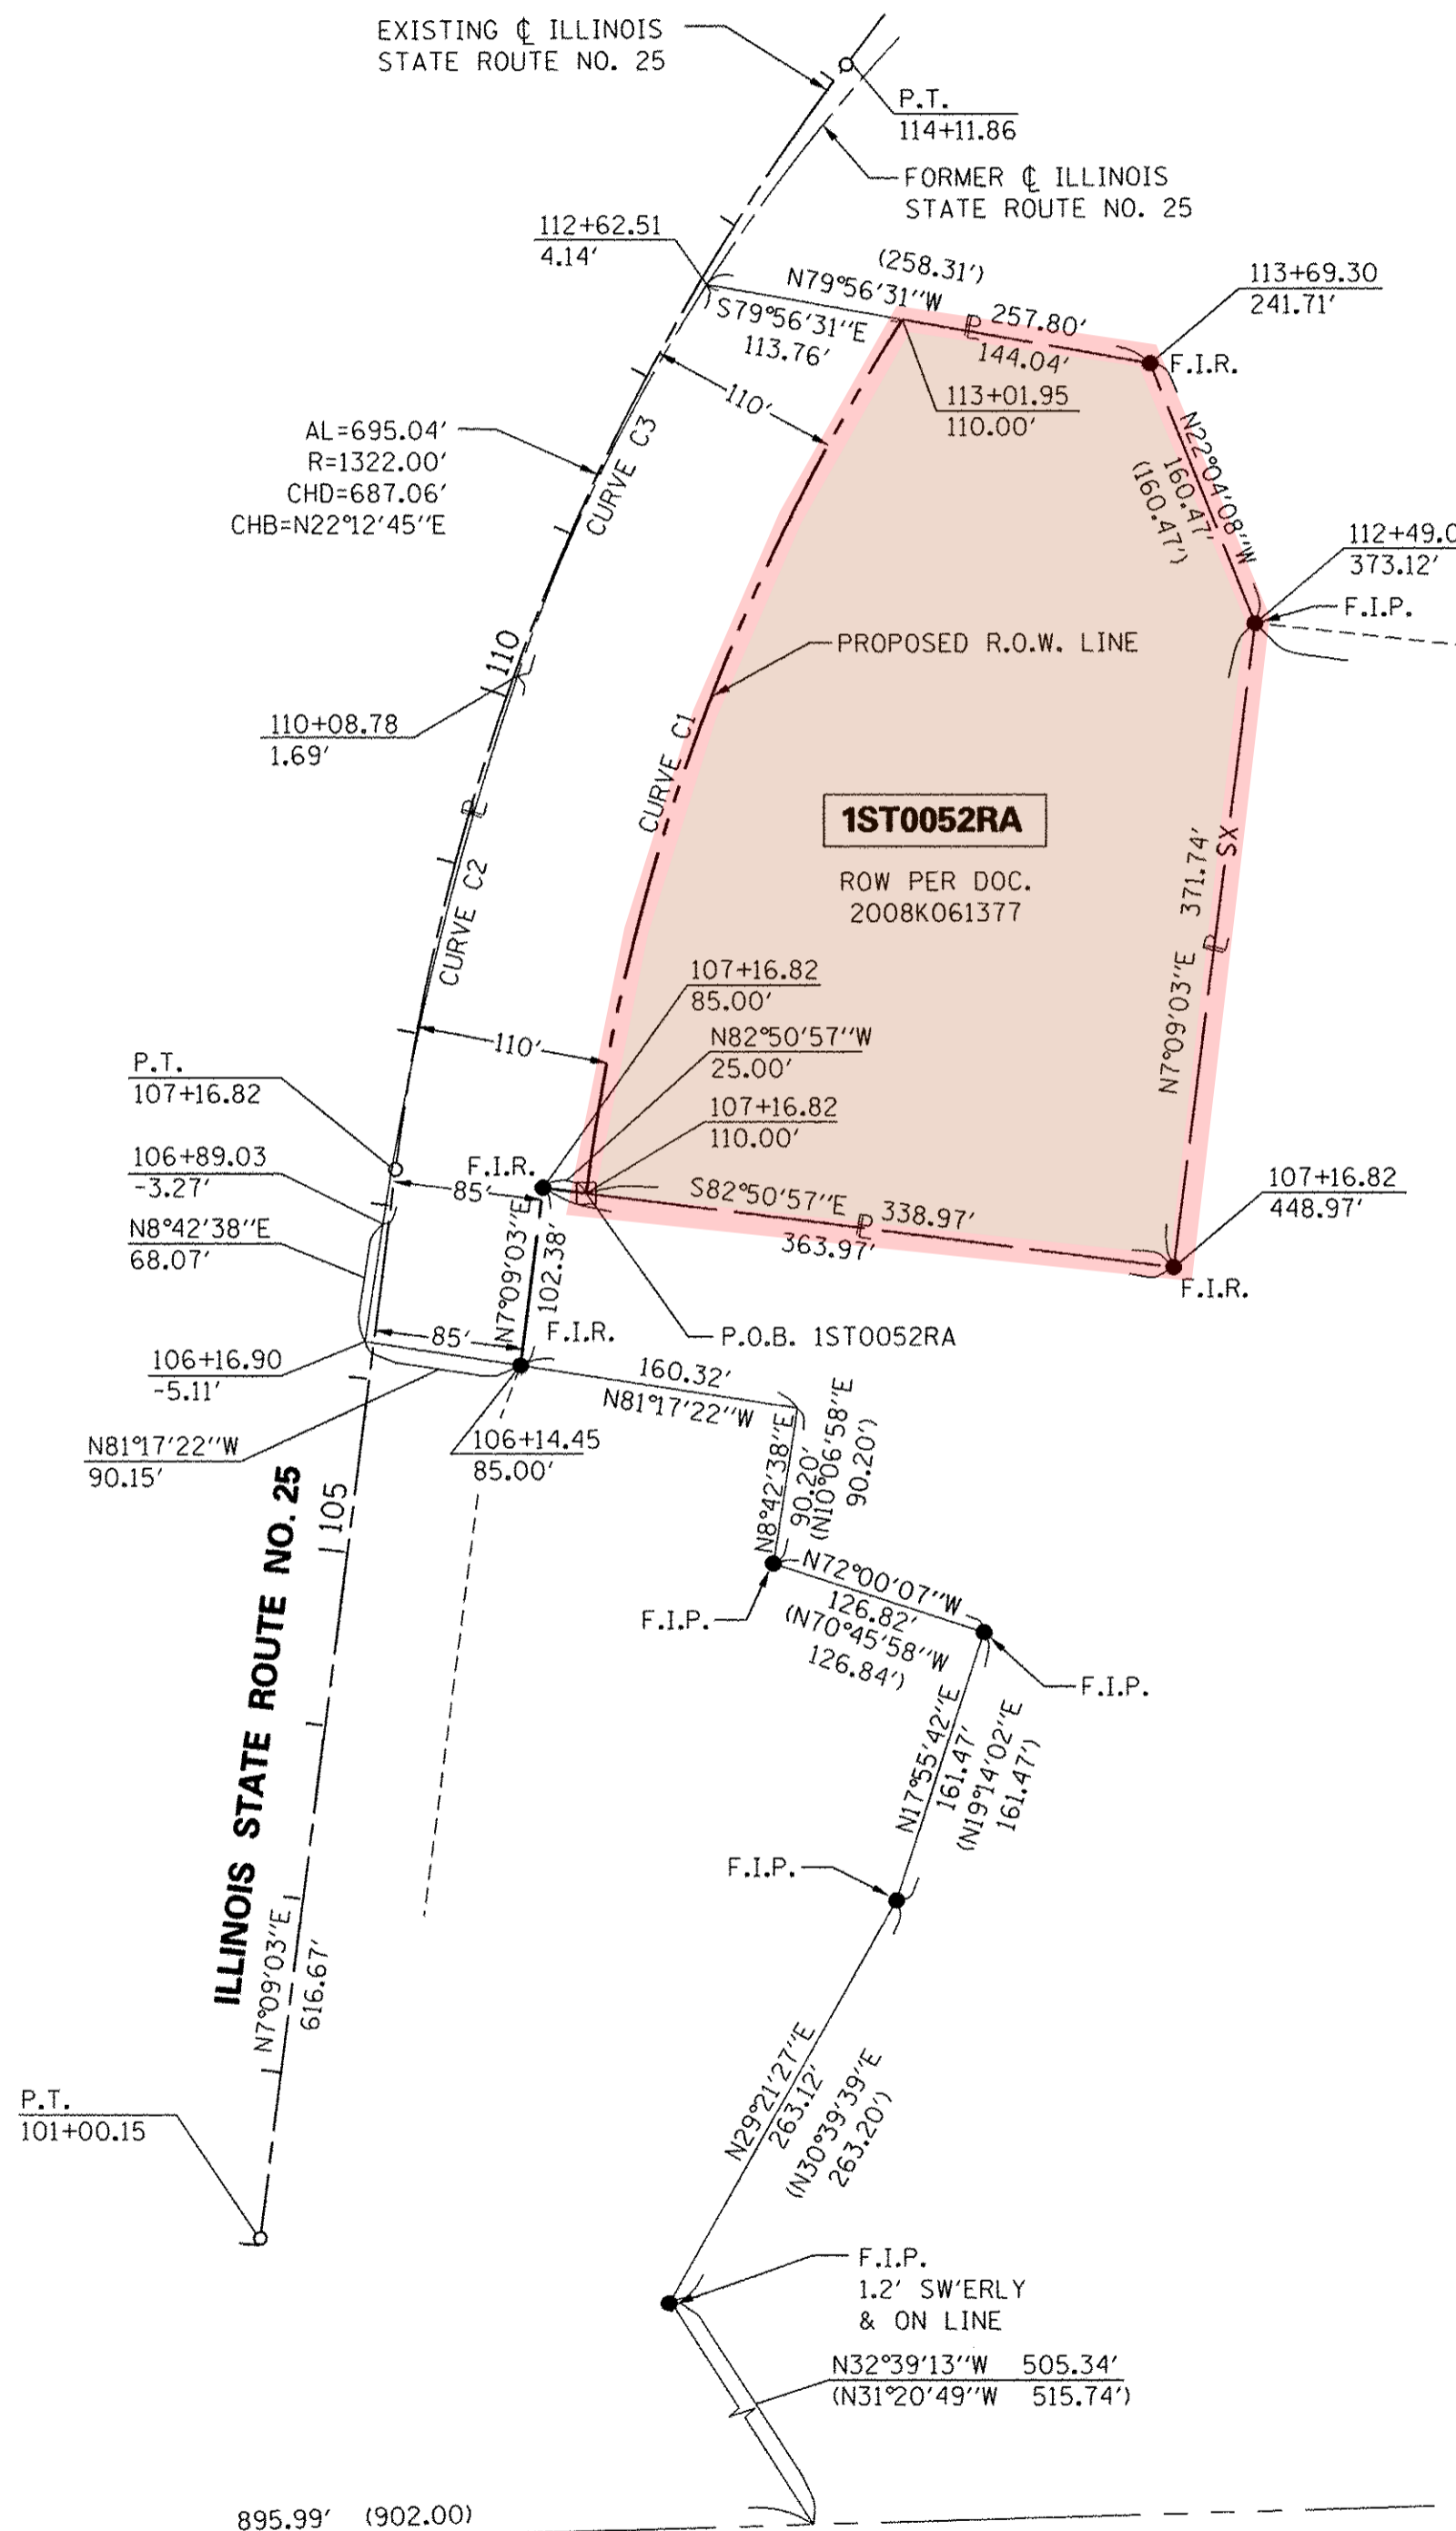 EXISTING ℄ ILLINOIS
STATE ROUTE NO. 25
P.T.
114+11.86
FORMER ℄ ILLINOIS
STATE ROUTE NO. 25
112+62.51
4.14'
(258.31')
N79°56'31"W
257.80'
S79°56'31"E
113.76'
144.04'
113+69.30
241.71'
F.I.R.
113+01.95
110.00'
110'
N22°04'08"W
160.47'
(160.47')
AL=695.04'
R=1322.00'
CHD=687.06'
CHB=N22°12'45"E
CURVE C3
112+49.0
373.12'
F.I.P.
PROPOSED R.O.W. LINE
110
110+08.78
1.69'
CURVE C1
1ST0052RA
ROW PER DOC.
2008K061377
SX
N7°09'03"E 371.74'
CURVE C2
107+16.82
85.00'
N82°50'57"W
25.00'
107+16.82
110.00'
110'
P.T.
107+16.82
106+89.03
-3.27'
N8°42'38"E
68.07'
F.I.R.
85'
S82°50'57"E 338.97'
363.97'
107+16.82
448.97'
F.I.R.
N7°09'03"E
102.38'
F.I.R.
P.O.B. 1ST0052RA
85'
106+16.90
-5.11'
N81°17'22"W
90.15'
160.32'
N81°17'22"W
106+14.45
85.00'
N8°42'38"E
90.20'
(N10°06'58"E
90.20')
105
ILLINOIS STATE ROUTE NO. 25
N72°00'07"W
126.82'
(N70°45'58"W
126.84')
F.I.P.
F.I.P.
N17°55'42"E
161.47'
(N19°14'02"E
161.47')
F.I.P.
N7°09'03"E
616.67'
P.T.
101+00.15
N29°21'27"E
263.12'
(N30°39'39"E
263.20')
F.I.P.
1.2' SW'ERLY
& ON LINE
N32°39'13"W 505.34'
(N31°20'49"W 515.74')
895.99' (902.00)